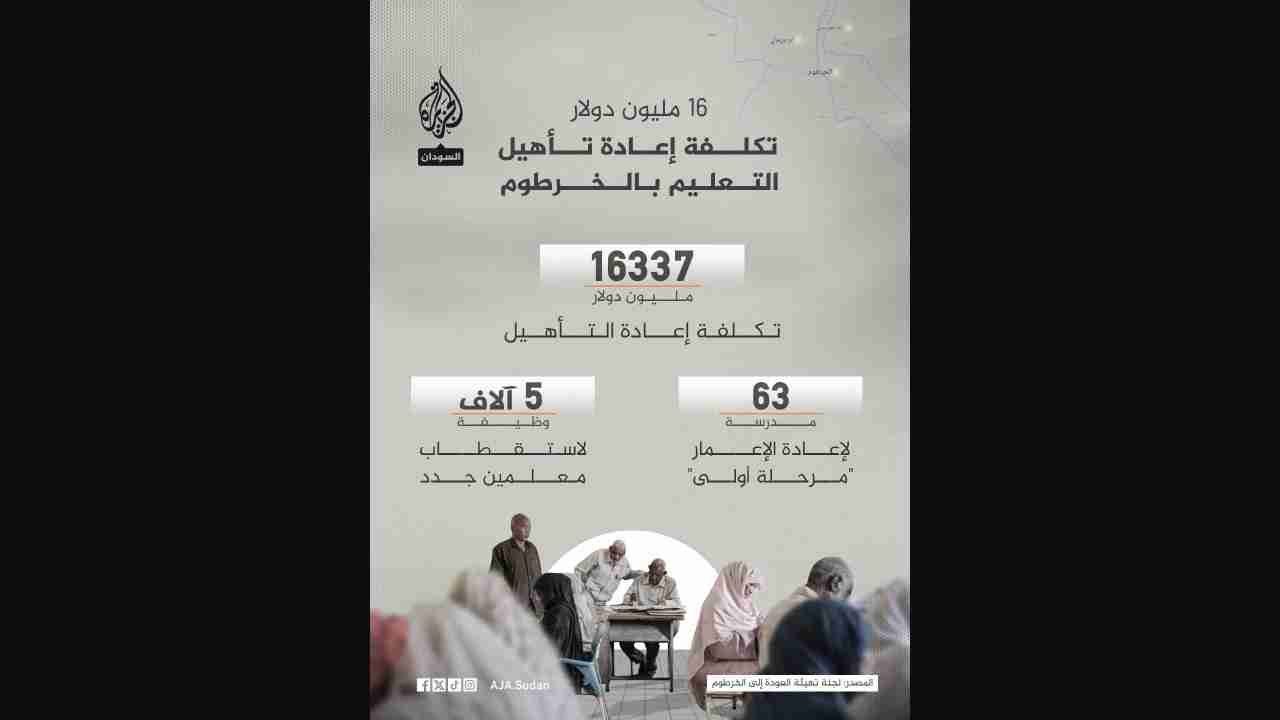 الخرطوم
الجزيرة
السودان
16 مليون دولار
تكلفة إعادة تأهيل
التعليم بالخرطوم
16337
مليون دولار
تكلفة إعادة التأهيل
63
مدرسة
لإعادة الإعمار
"مرحلة أولى"
5 آلاف
وظيفة
لاستقطاب
معلمين جدد
المصدر: لجنة تهيئة العودة إلى الخرطوم
AJA.Sudan